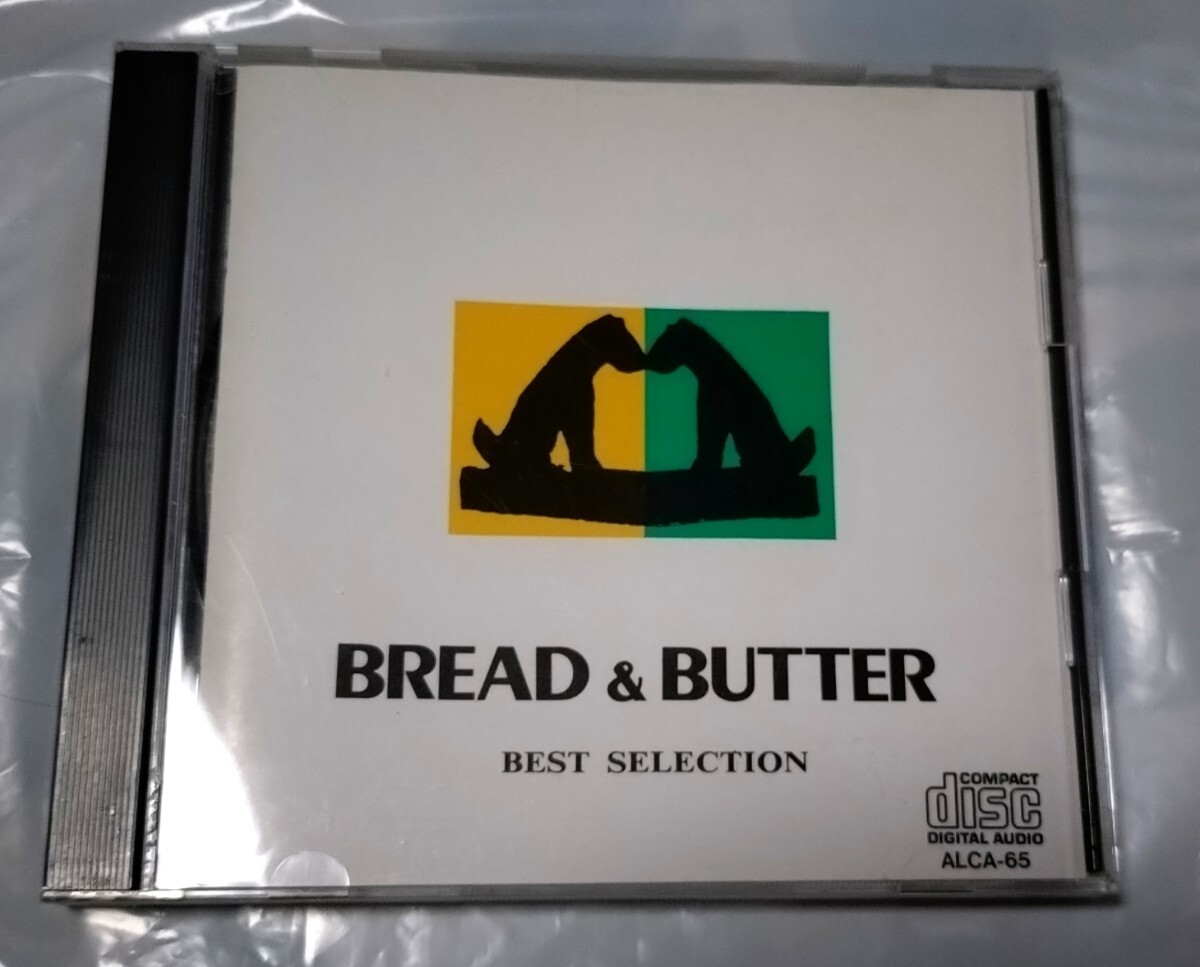 BREAD & BUTTER
BEST SELECTION
COMPACT
disc
DIGITAL AUDIO
ALCA-65